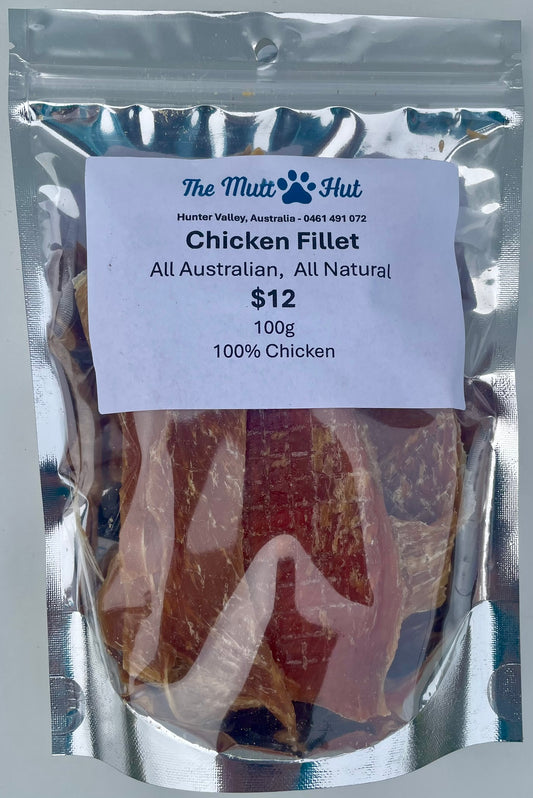 The Mutt Hut
Hunter Valley, Australia - 0461 491 072
Chicken Fillet
All Australian, All Natural
$12
100g
100% Chicken